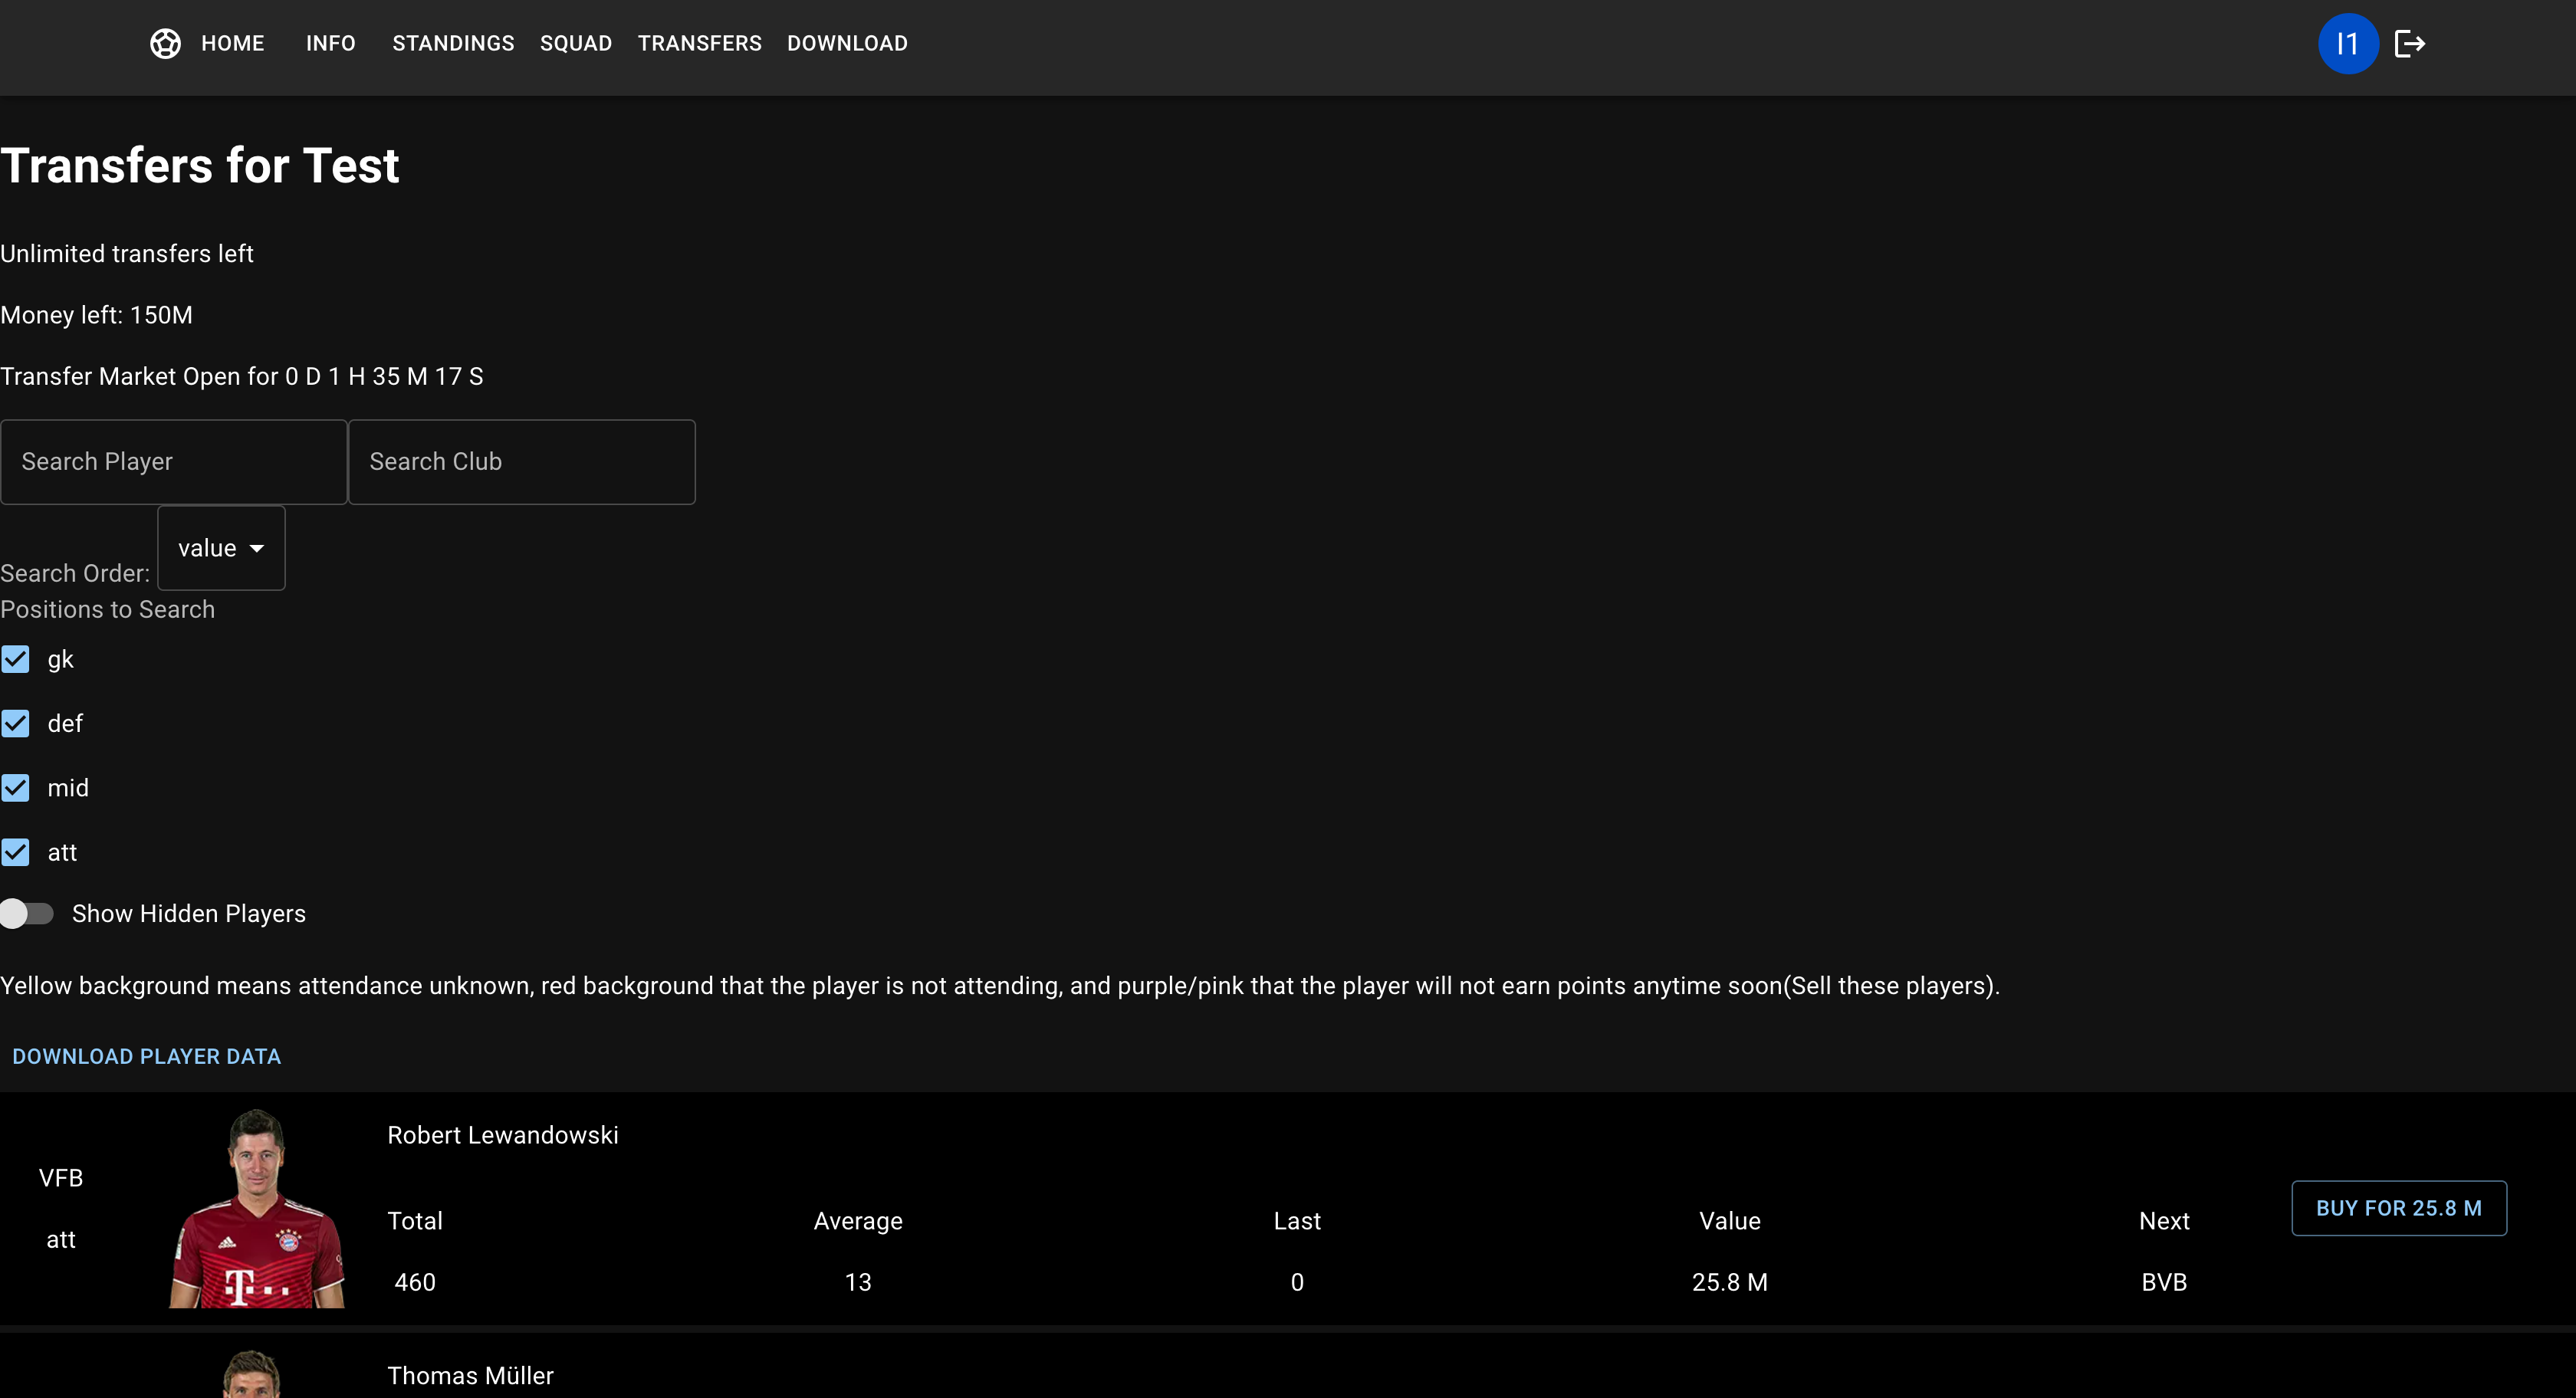 HOME INFO STANDINGS SQUAD TRANSFERS DOWNLOAD I1
Transfers for Test
Unlimited transfers left
Money left: 150M
Transfer Market Open for 0 D 1 H 35 M 17 S
Search Player Search Club
Search Order: value
Positions to Search
gk
def
mid
att
Show Hidden Players
Yellow background means attendance unknown, red background that the player is not attending, and purple/pink that the player will not earn points anytime soon(Sell these players).
DOWNLOAD PLAYER DATA
Robert Lewandowski
VFB
att
Total Average Last Value Next
460 13 0 25.8 M BVB
BUY FOR 25.8 M
T
Thomas Müller